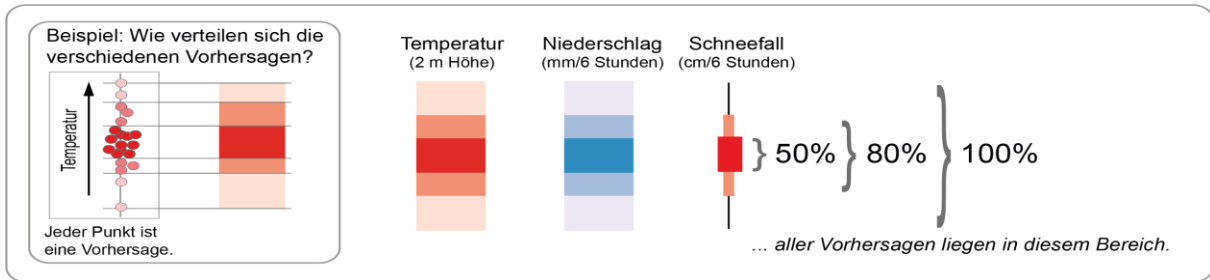 Beispiel: Wie verteilen sich die
verschiedenen Vorhersagen?
Temperatur
Jeder Punkt ist
eine Vorhersage.
Temperatur
(2 m Höhe)
Niederschlag
(mm/6 Stunden)
Schneefall
(cm/6 Stunden)
50%
80%
100%
... aller Vorhersagen liegen in diesem Bereich.